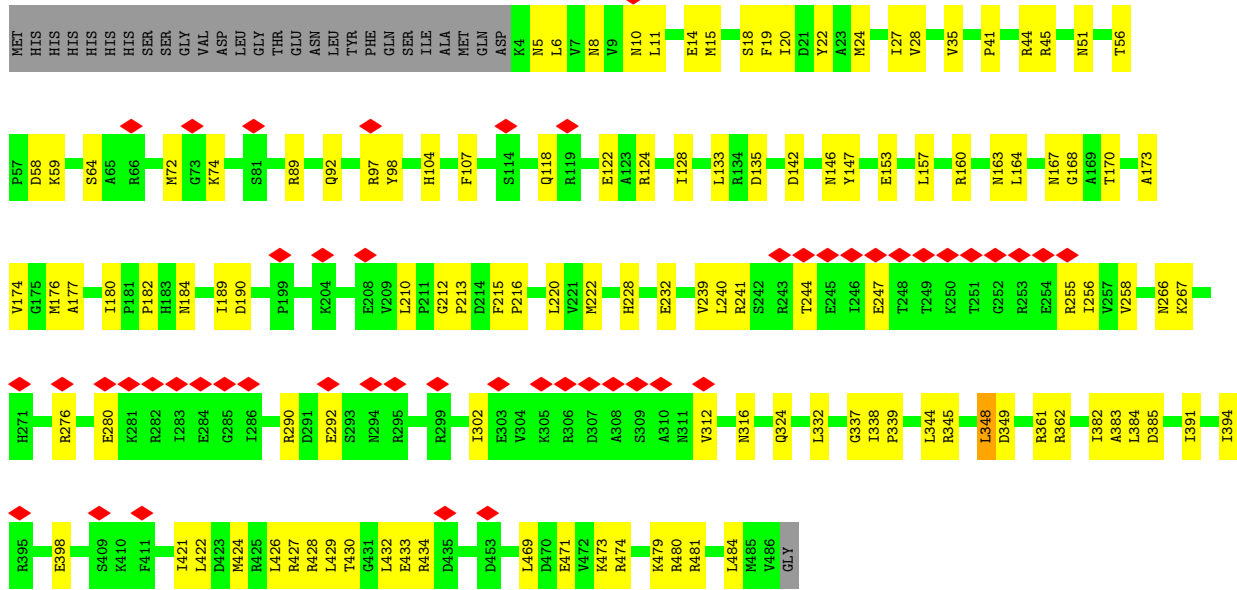 MET HIS HIS HIS HIS HIS HIS SER SER GLY VAL ASP LEU GLY THR GLU ASN LEU TYR PHE GLN SER ILE ALA MET GLN ASP K4 N5 L6 V7 N8 V9 N10 L11 E14 M15 S18 F19 I20 D21 Y22 A23 M24 I27 V28 V35 P41 R44 R45 N51 T56
P57 D58 K59 S64 A65 R66 M72 G73 K74 S81 R89 Q92 R97 Y98 H104 F107 S114 Q118 R119 E122 A123 R124 I128 L133 R134 D135 D142 N146 Y147 E153 L157 R160 N163 L164 N167 G168 A169 T170 A173
V174 G175 M176 A177 I180 P181 P182 H183 N184 I189 D190 P199 K204 E208 V209 L210 P211 G212 P213 D214 F215 P216 L220 V221 M222 H228 E232 V239 L240 R241 S242 R243 T244 E245 I246 E247 T248 T249 K250 T251 G252 R253 E254 R255 I256 V257 V258 N266 K267
H271 R276 E280 K281 R282 I283 E284 G285 I286 R290 D291 E292 S293 N294 R295 R299 I302 E303 V304 K305 R306 D307 A308 S309 A310 N311 V312 N316 Q324 L332 G337 I338 P339 L344 R345 L348 D349 R361 R362 I382 A383 L384 D385 I391 I394
R395 E398 S409 K410 F411 I421 L422 D423 M424 R425 L426 R427 R428 L429 T430 G431 L432 E433 R434 D435 D453 L469 D470 E471 V472 K473 R474 K479 R480 R481 L484 M485 V486 GLY